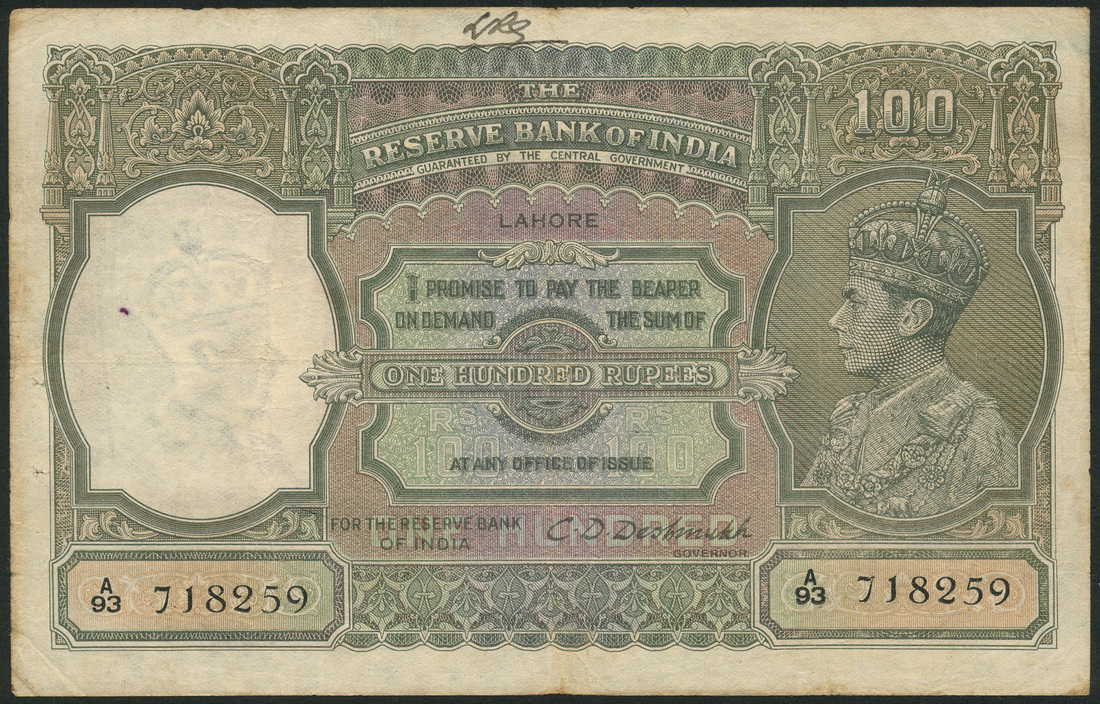 THE
RESERVE BANK OF INDIA
GUARANTEED BY THE CENTRAL GOVERNMENT
100
LAHORE
I PROMISE TO PAY THE BEARER
ON DEMAND THE SUM OF
ONE HUNDRED RUPEES
RS RS
100 100
AT ANY OFFICE OF ISSUE
FOR THE RESERVE BANK
OF INDIA
C. D. Deshmukh
GOVERNOR
A
93 718259
A
93 718259